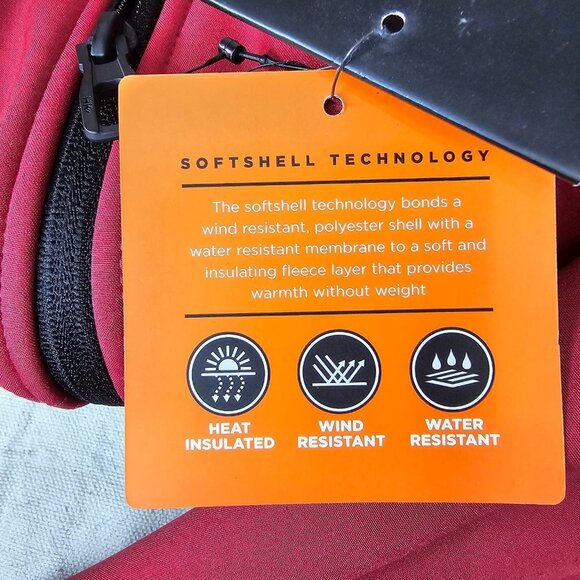 SOFTSHELL TECHNOLOGY
The softshell technology bonds a
wind resistant, polyester shell with a
water resistant membrane to a soft and
insulating fleece layer that provides
warmth without weight
HEAT
INSULATED
WIND
RESISTANT
WATER
RESISTANT